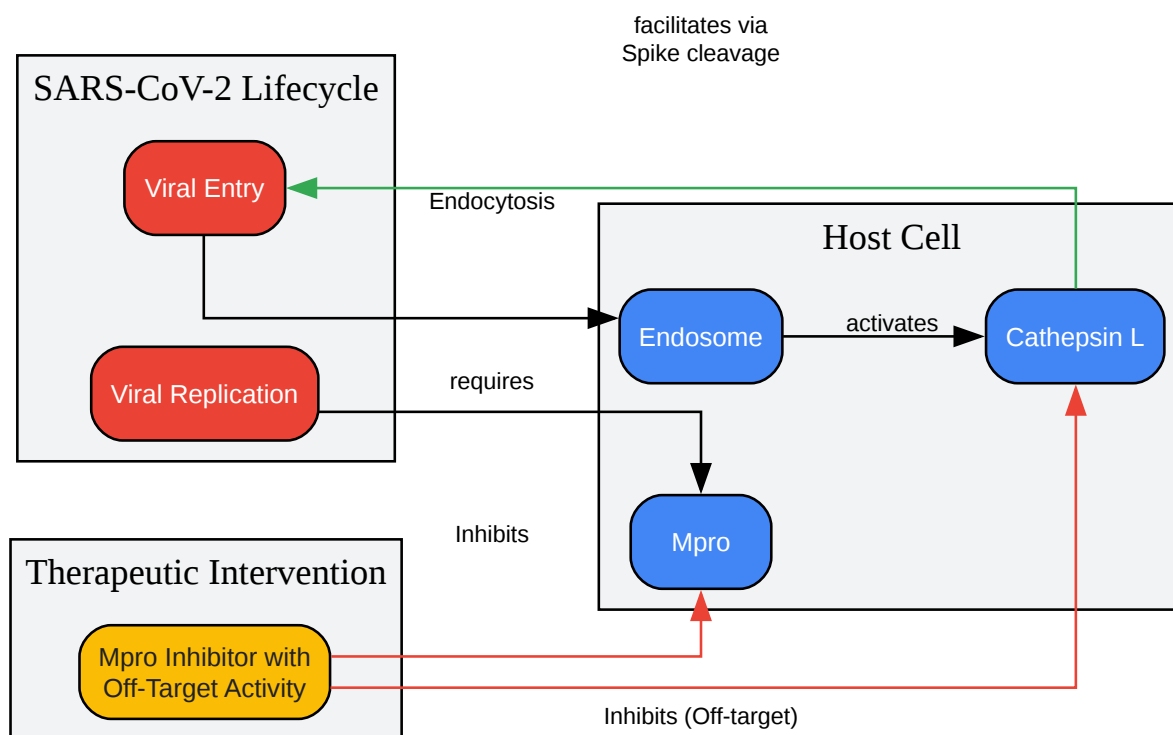 facilitates via
Spike cleavage
SARS-CoV-2 Lifecycle
Viral Entry
Endocytosis
Host Cell
Endosome
activates
Cathepsin L
Viral Replication
requires
Inhibits
Mpro
Therapeutic Intervention
Mpro Inhibitor with
Off-Target Activity
Inhibits (Off-target)